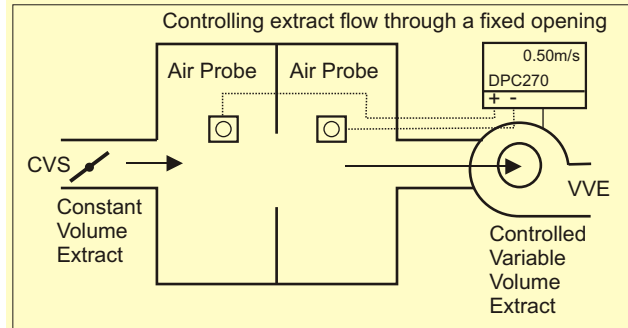 Controlling extract flow through a fixed opening
Air Probe
Air Probe
0.50m/s
DPC270
+ -
CVS
Constant
Volume
Extract
VVE
Controlled
Variable
Volume
Extract